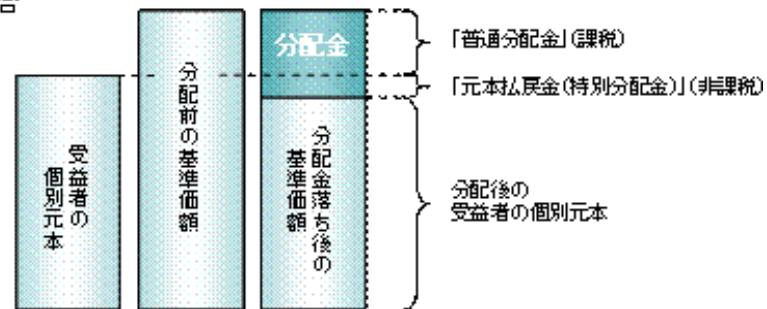 分配金
「普通分配金」(課税)
「元本払戻金(特別分配金)」(非課税)
受益者の
個別元本
分配前の基準価額
分配金落ち後の
基準価額
分配後の
受益者の個別元本